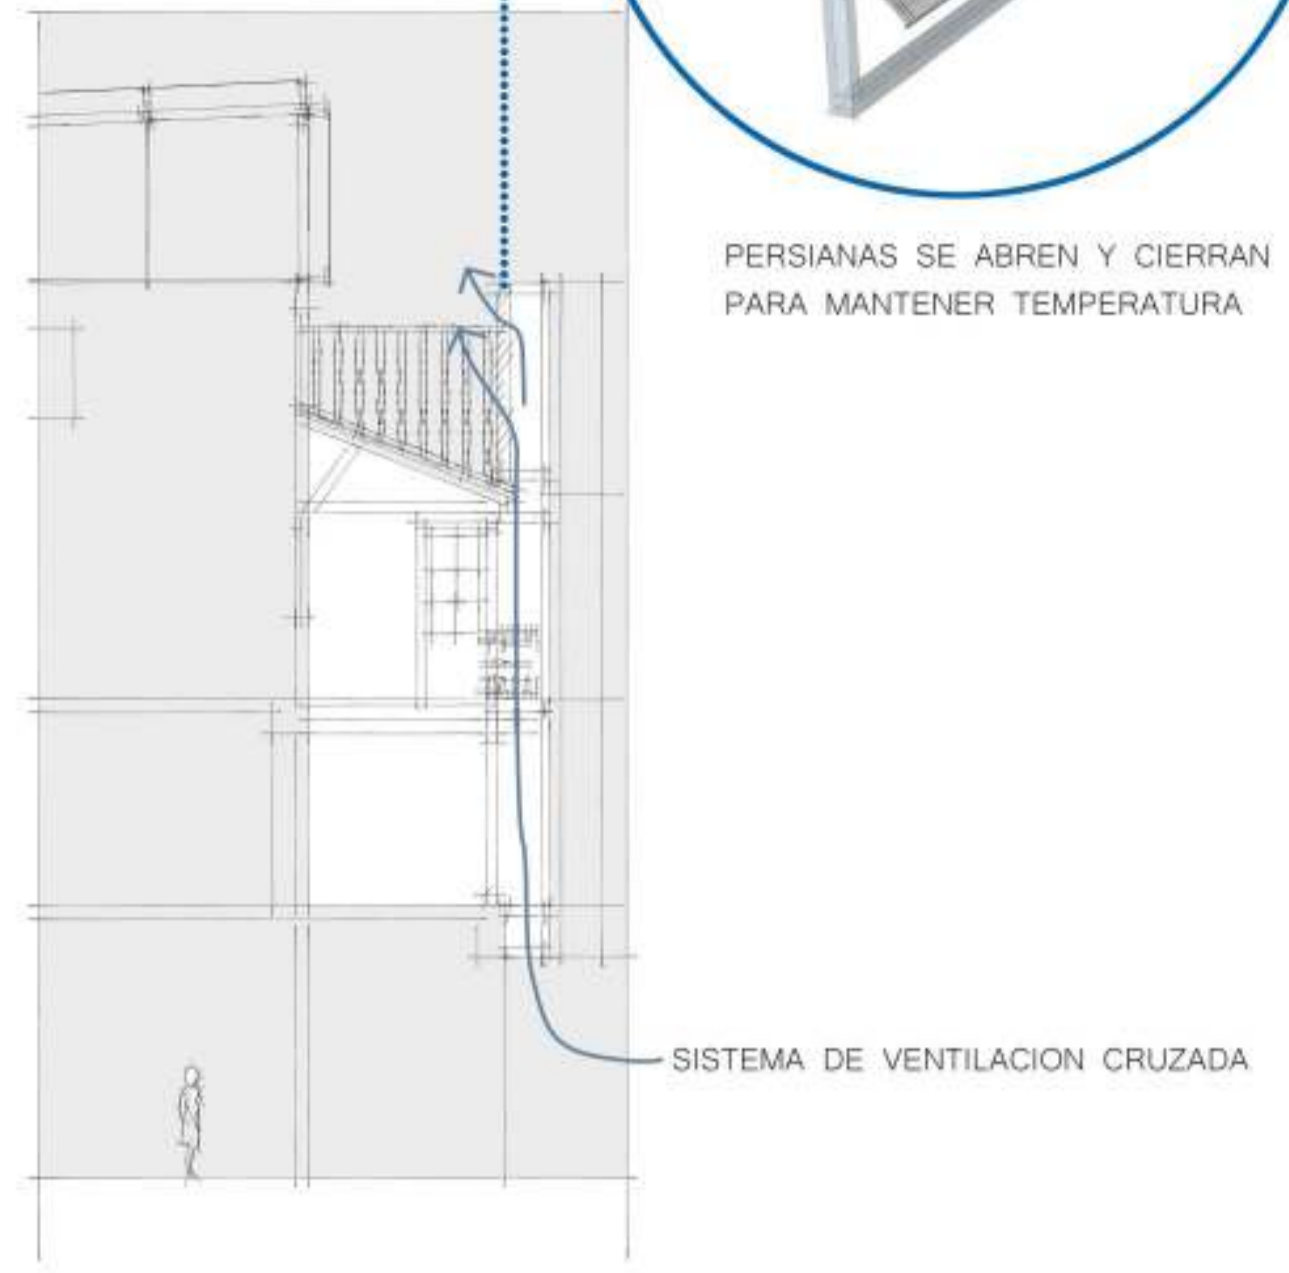 PERSIANAS SE ABREN Y CIERRAN
PARA MANTENER TEMPERATURA
SISTEMA DE VENTILACION CRUZADA